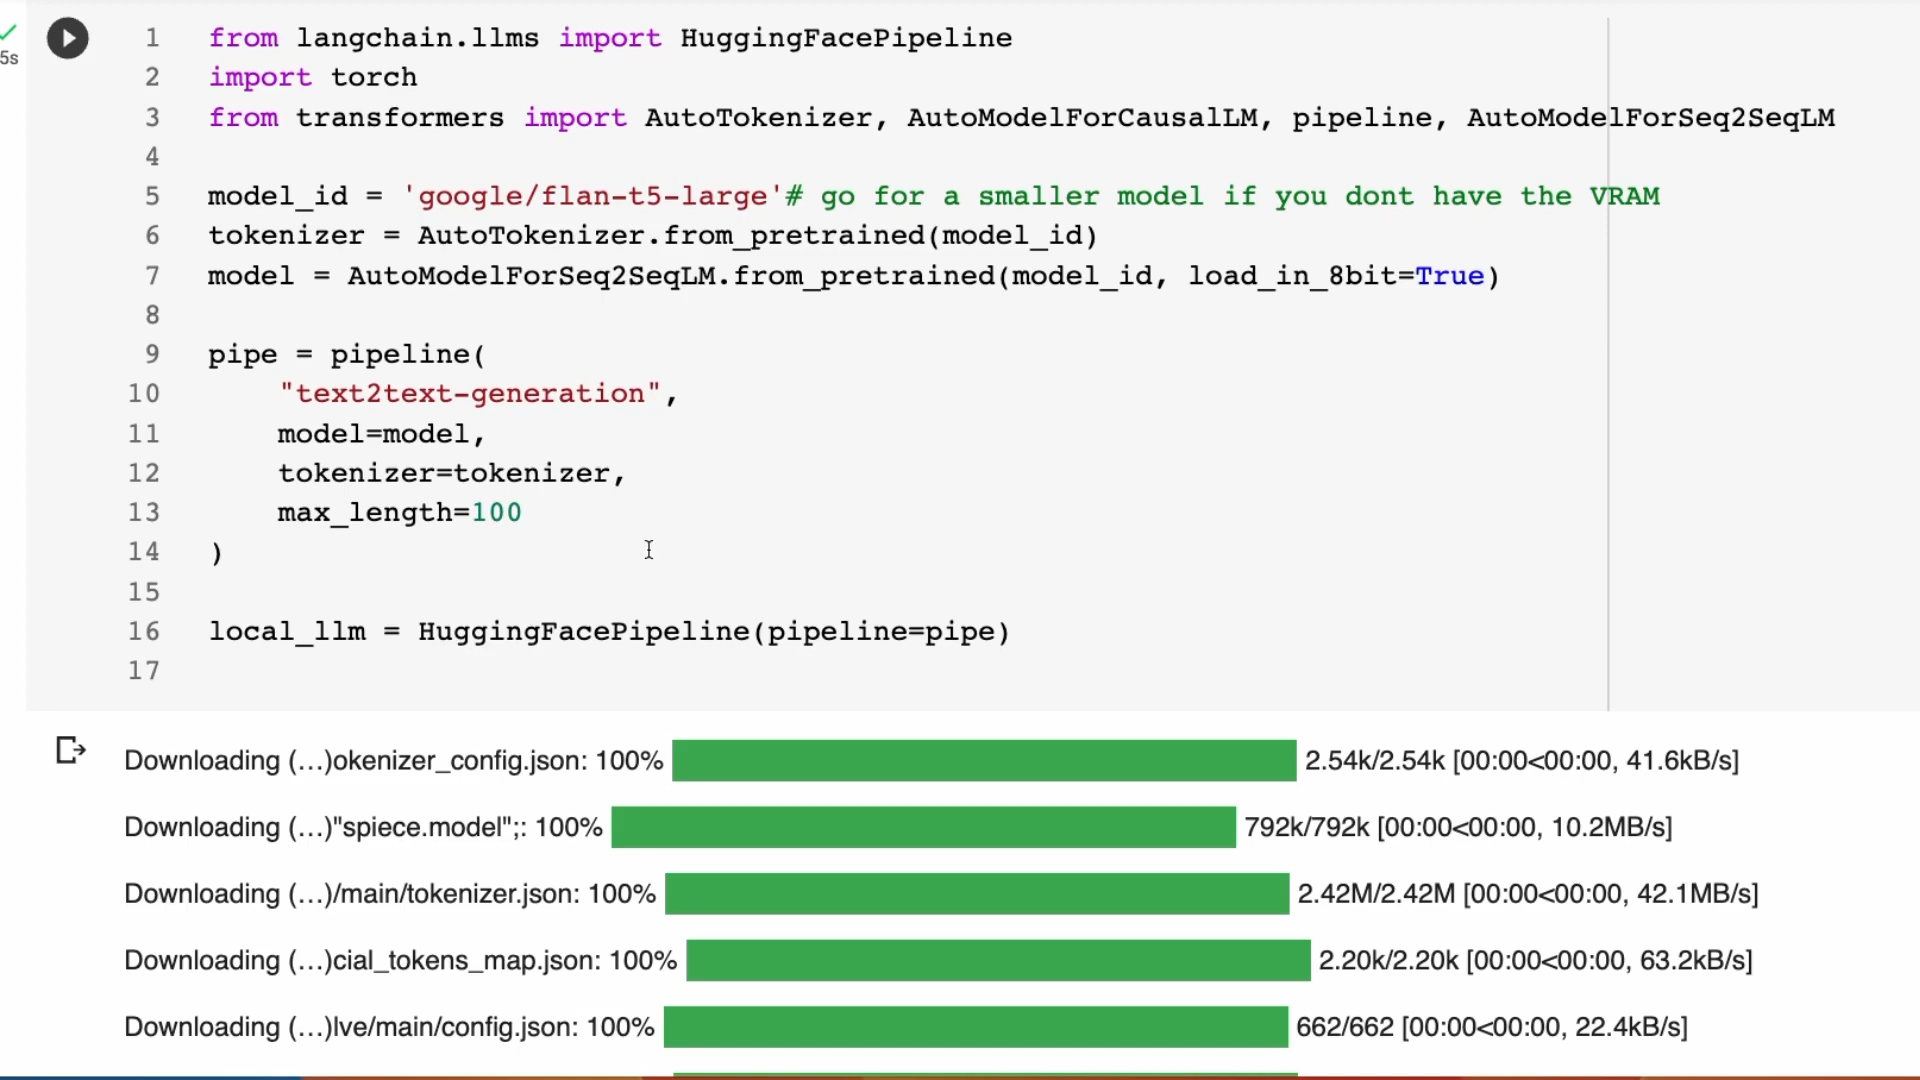 5s
1 from langchain.llms import HuggingFacePipeline
2 import torch
3 from transformers import AutoTokenizer, AutoModelForCausalLM, pipeline, AutoModelForSeq2SeqLM
4
5 model_id = 'google/flan-t5-large'# go for a smaller model if you dont have the VRAM
6 tokenizer = AutoTokenizer.from_pretrained(model_id)
7 model = AutoModelForSeq2SeqLM.from_pretrained(model_id, load_in_8bit=True)
8
9 pipe = pipeline(
10 "text2text-generation",
11 model=model,
12 tokenizer=tokenizer,
13 max_length=100
14 )
15
16 local_llm = HuggingFacePipeline(pipeline=pipe)
17
Downloading (…)okenizer_config.json: 100% 2.54k/2.54k [00:00<00:00, 41.6kB/s]
Downloading (…)"spiece.model";: 100% 792k/792k [00:00<00:00, 10.2MB/s]
Downloading (…)/main/tokenizer.json: 100% 2.42M/2.42M [00:00<00:00, 42.1MB/s]
Downloading (…)cial_tokens_map.json: 100% 2.20k/2.20k [00:00<00:00, 63.2kB/s]
Downloading (…)lve/main/config.json: 100% 662/662 [00:00<00:00, 22.4kB/s]